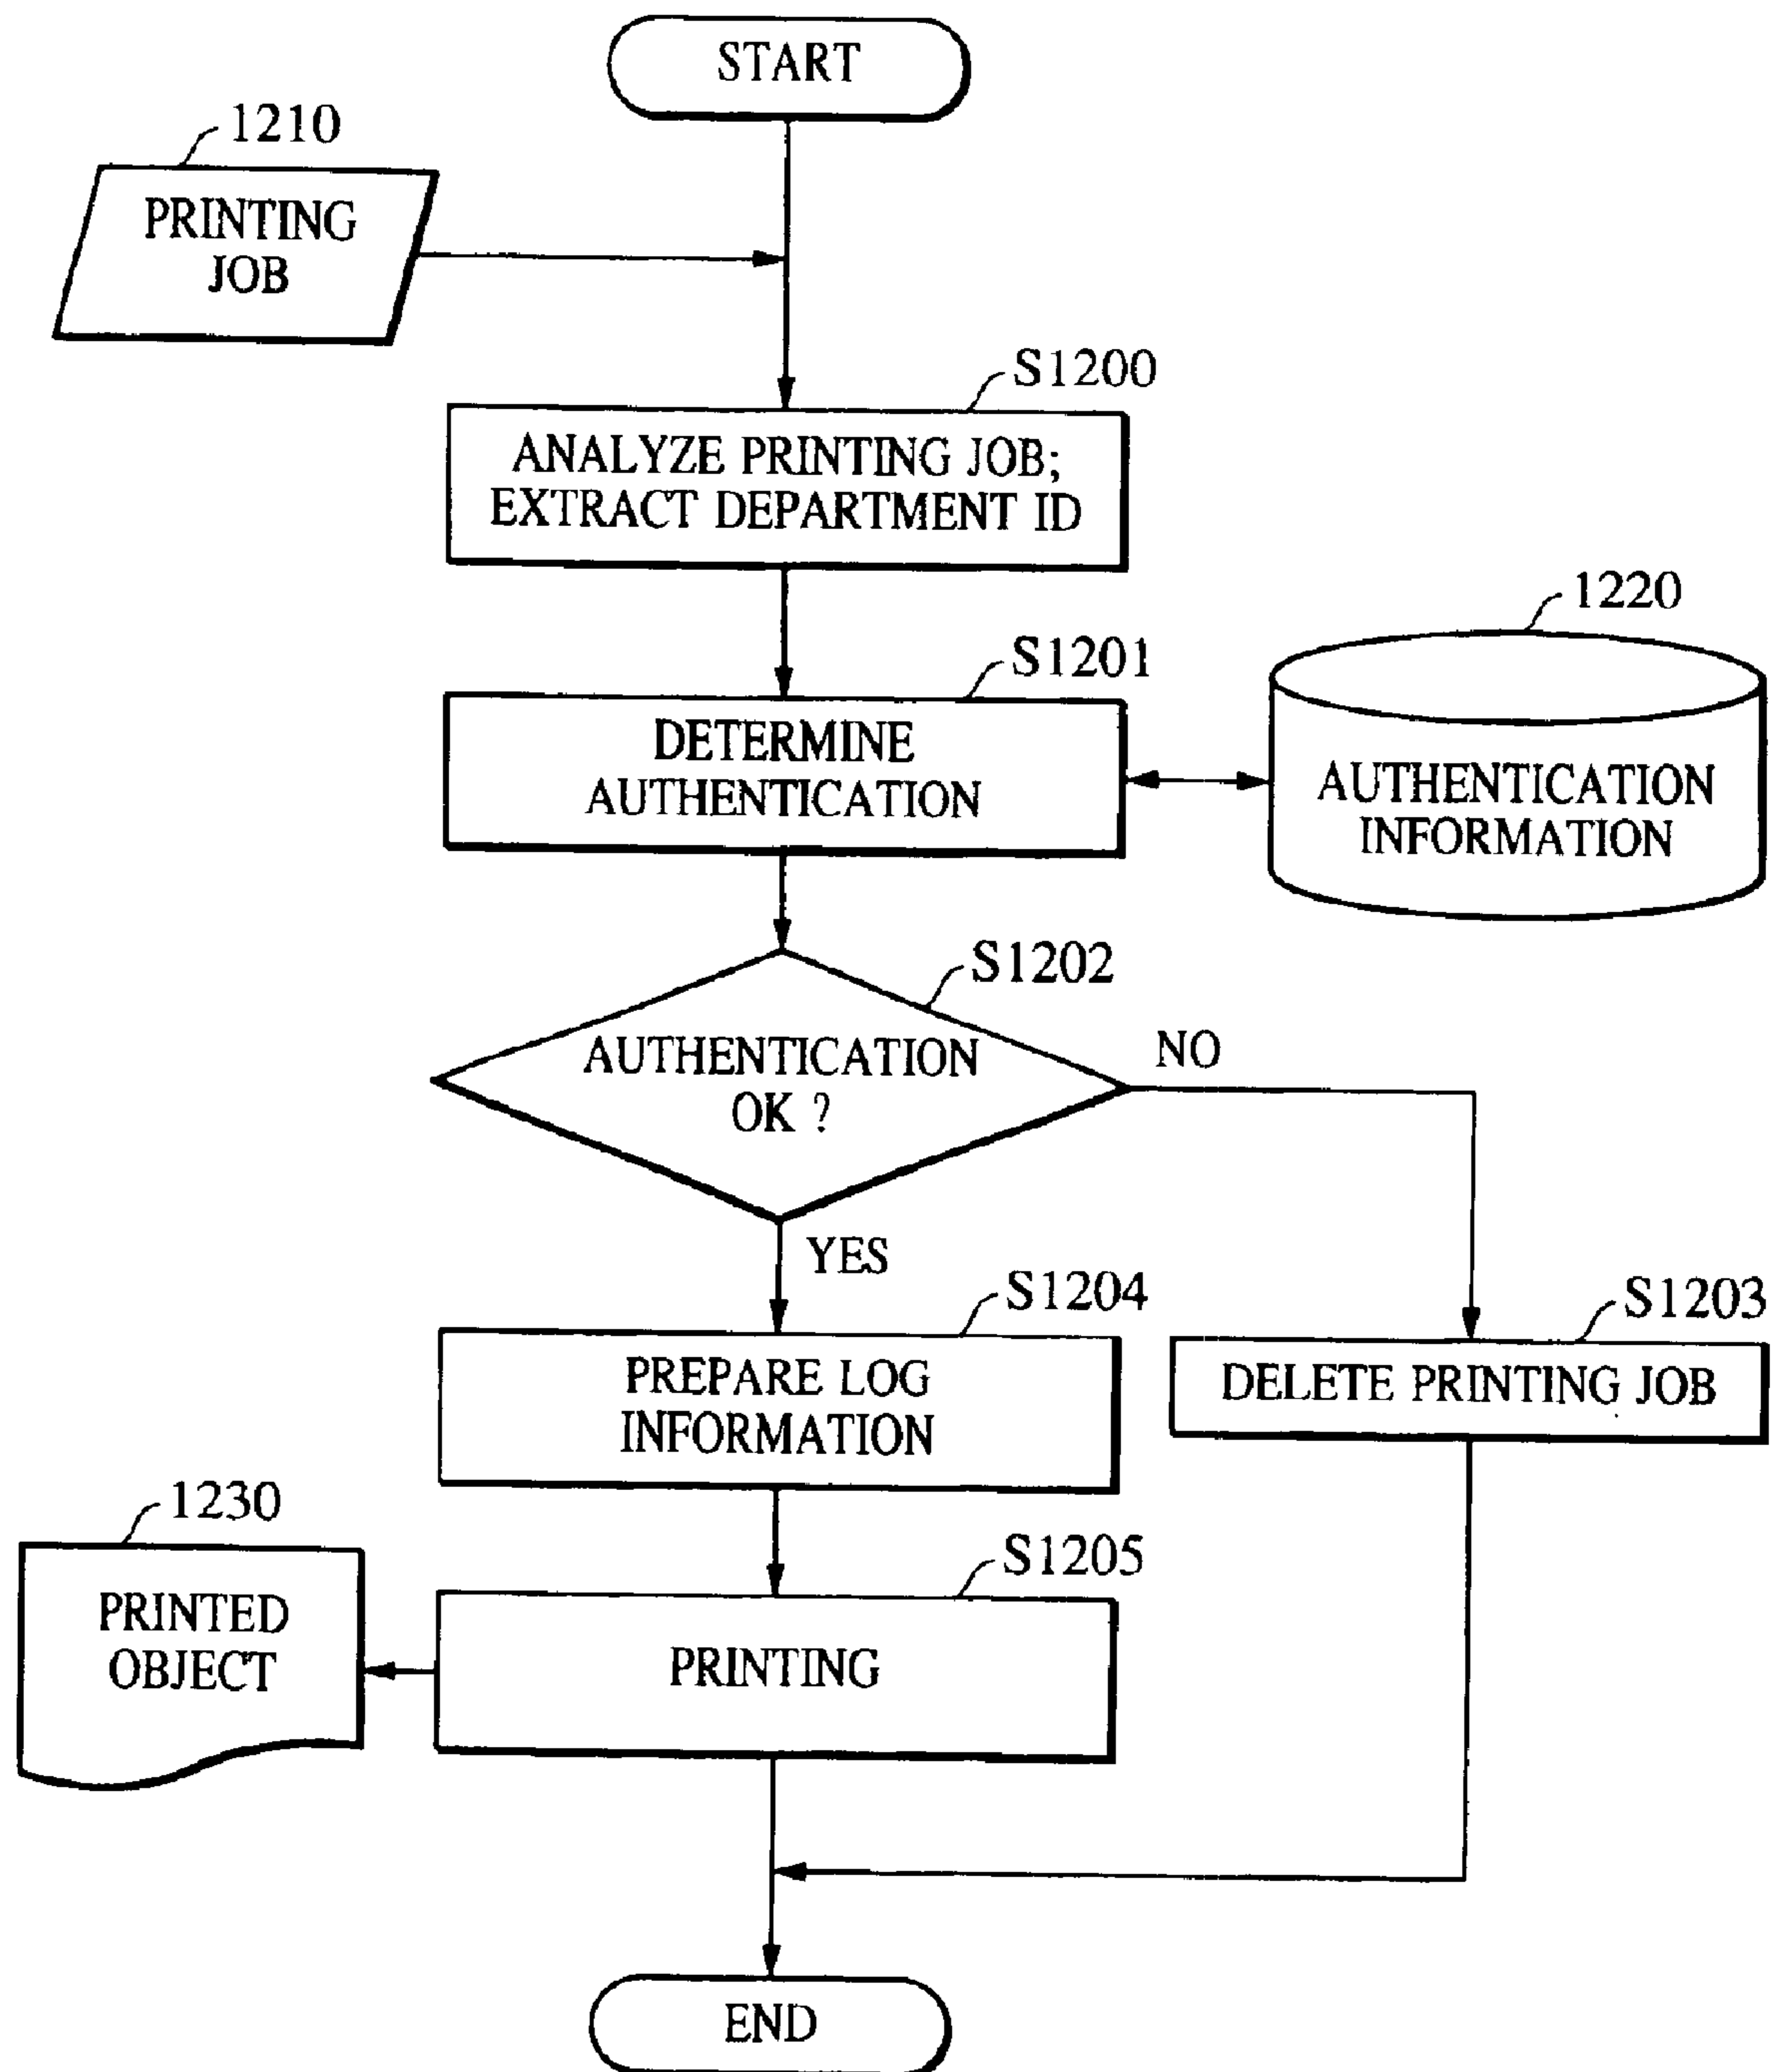 START
1210
PRINTING
JOB
S1200
ANALYZE PRINTING JOB;
EXTRACT DEPARTMENT ID
1220
S1201
DETERMINE
AUTHENTICATION
AUTHENTICATION
INFORMATION
S1202
AUTHENTICATION
OK ?
NO
YES
S1204
PREPARE LOG
INFORMATION
S1203
DELETE PRINTING JOB
1230
PRINTED
OBJECT
S1205
PRINTING
END